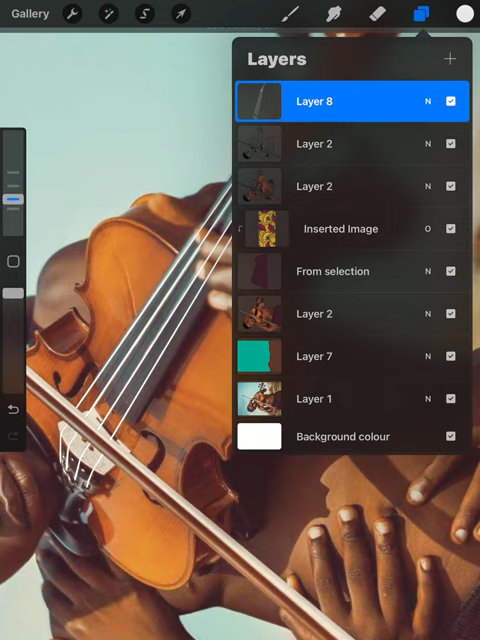 Gallery
Layers
Layer 8 N
Layer 2 N
Layer 2 N
Inserted Image O
From selection N
Layer 2 N
Layer 7 N
Layer 1 N
Background colour